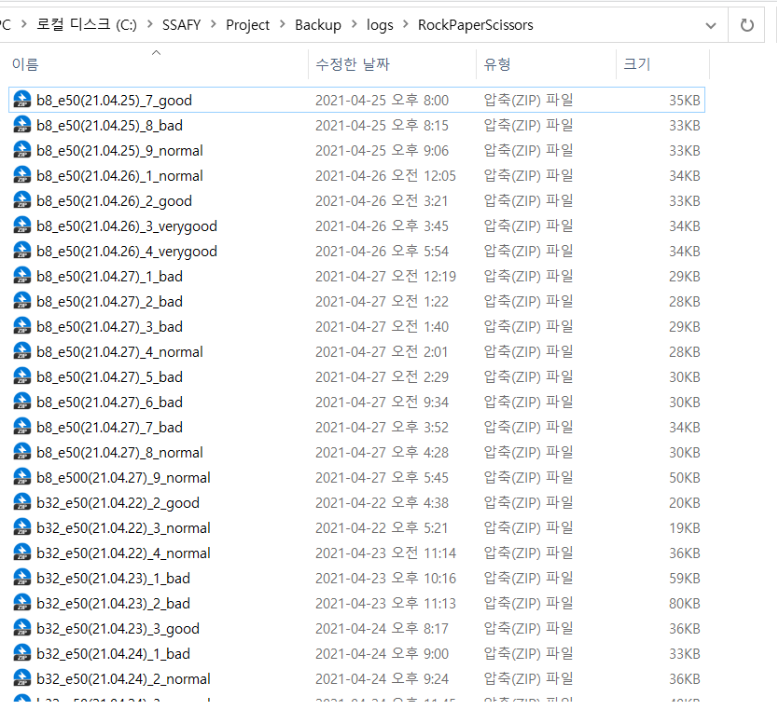 PC > 로컬 디스크 (C:) > SSAFY > Project > Backup > logs > RockPaperScissors
이름 수정한 날짜 유형 크기
b8_e50(21.04.25)_7_good 2021-04-25 오후 8:00 압축(ZIP) 파일 35KB
b8_e50(21.04.25)_8_bad 2021-04-25 오후 8:15 압축(ZIP) 파일 33KB
b8_e50(21.04.25)_9_normal 2021-04-25 오후 9:06 압축(ZIP) 파일 33KB
b8_e50(21.04.26)_1_normal 2021-04-26 오전 12:05 압축(ZIP) 파일 34KB
b8_e50(21.04.26)_2_good 2021-04-26 오전 3:21 압축(ZIP) 파일 33KB
b8_e50(21.04.26)_3_verygood 2021-04-26 오후 3:45 압축(ZIP) 파일 34KB
b8_e50(21.04.26)_4_verygood 2021-04-26 오후 5:54 압축(ZIP) 파일 34KB
b8_e50(21.04.27)_1_bad 2021-04-27 오전 12:19 압축(ZIP) 파일 29KB
b8_e50(21.04.27)_2_bad 2021-04-27 오전 1:22 압축(ZIP) 파일 28KB
b8_e50(21.04.27)_3_bad 2021-04-27 오전 1:40 압축(ZIP) 파일 29KB
b8_e50(21.04.27)_4_normal 2021-04-27 오전 2:01 압축(ZIP) 파일 28KB
b8_e50(21.04.27)_5_bad 2021-04-27 오전 2:29 압축(ZIP) 파일 30KB
b8_e50(21.04.27)_6_bad 2021-04-27 오전 9:34 압축(ZIP) 파일 30KB
b8_e50(21.04.27)_7_bad 2021-04-27 오후 3:52 압축(ZIP) 파일 34KB
b8_e50(21.04.27)_8_normal 2021-04-27 오후 4:28 압축(ZIP) 파일 30KB
b8_e500(21.04.27)_9_normal 2021-04-27 오후 5:45 압축(ZIP) 파일 50KB
b32_e50(21.04.22)_2_good 2021-04-22 오후 4:38 압축(ZIP) 파일 20KB
b32_e50(21.04.22)_3_normal 2021-04-22 오후 5:21 압축(ZIP) 파일 19KB
b32_e50(21.04.22)_4_normal 2021-04-23 오전 11:14 압축(ZIP) 파일 36KB
b32_e50(21.04.23)_1_bad 2021-04-23 오후 10:16 압축(ZIP) 파일 59KB
b32_e50(21.04.23)_2_bad 2021-04-23 오후 11:13 압축(ZIP) 파일 80KB
b32_e50(21.04.23)_3_good 2021-04-24 오후 8:17 압축(ZIP) 파일 36KB
b32_e50(21.04.24)_1_bad 2021-04-24 오후 9:00 압축(ZIP) 파일 33KB
b32_e50(21.04.24)_2_normal 2021-04-24 오후 9:24 압축(ZIP) 파일 36KB